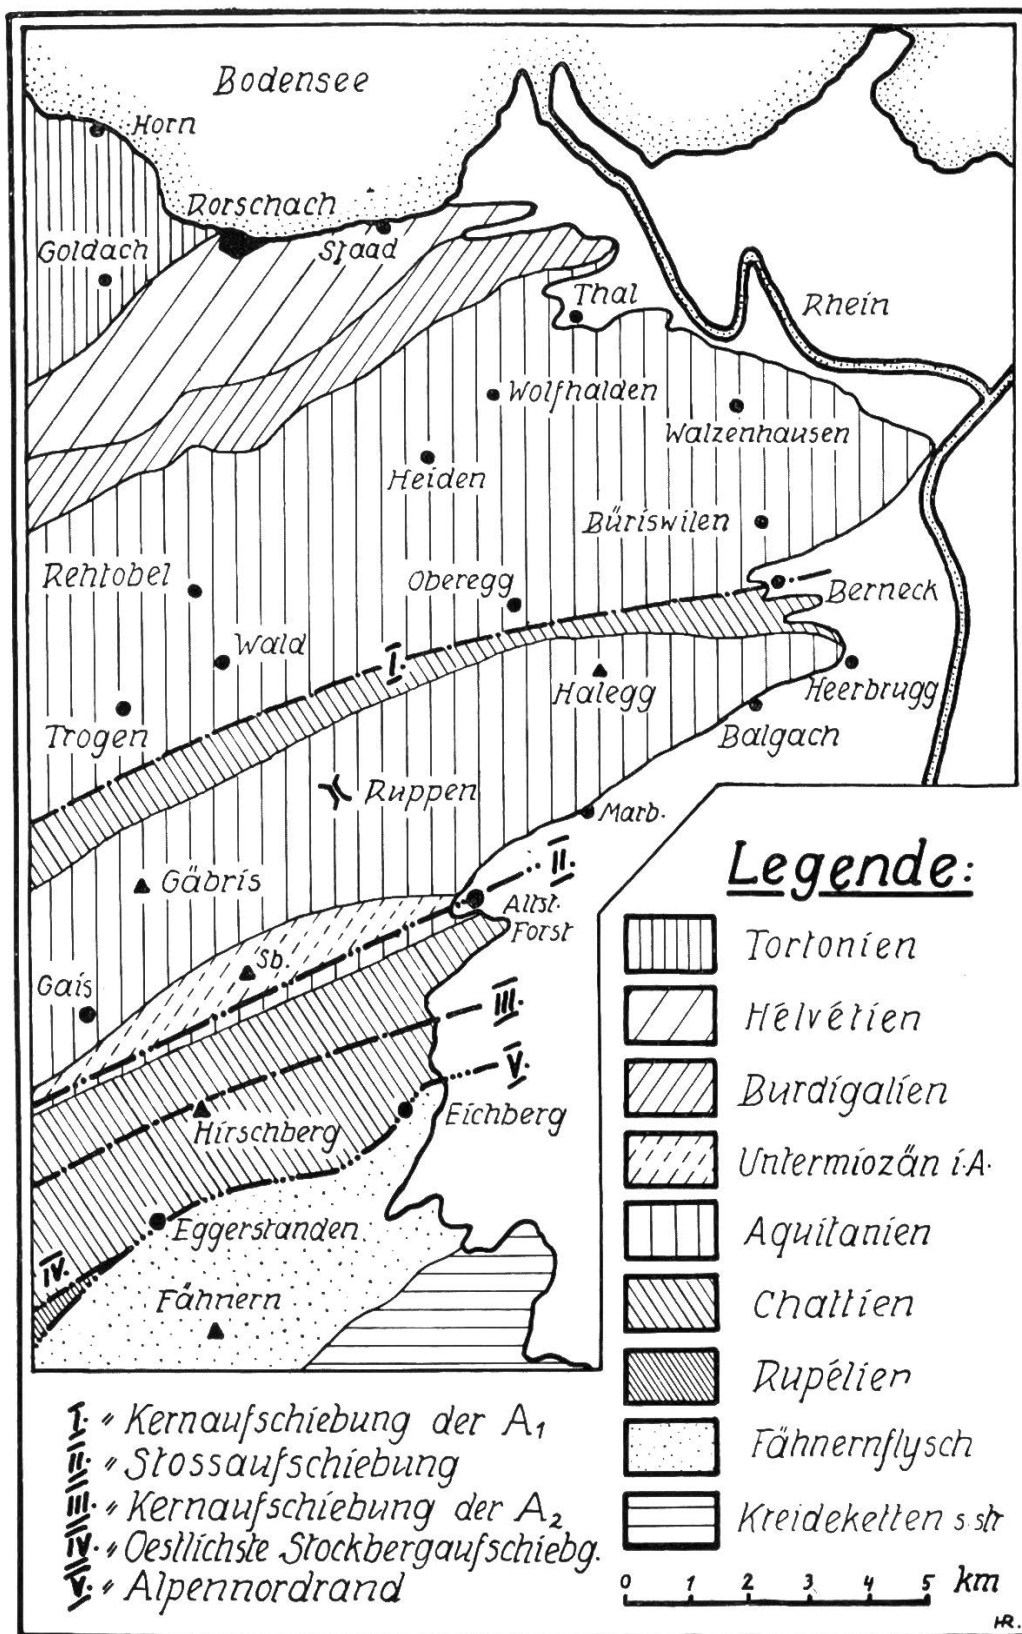 Bodensee
Horn
Rorschach
Staad
Goldach
Thal
Rhein
Wolfhalden
Walzenhausen
Heiden
Büriswilen
Rehtobel
Oberegg
Berneck
Wald
I.
Halegg
Heerbrugg
Trogen
Balgach
Ruppen
Marb.
II.
Gäbris
Altst.
Forst
Sb.
Gais
III.
V.
Hirschberg
Eichberg
Eggerstanden
IV.
Fähnern
Legende:
Tortonien
Hélvétien
Burdigalien
Untermiozän i.A.
Aquitanien
Chattien
Rupélien
Fähnernflysch
Kreideketten s. str
0 1 2 3 4 5 km
I. " Kernaufschiebung der A1
II. " Stossaufschiebung
III. " Kernaufschiebung der A2
IV. " Oestlichste Stockbergaufschiebg.
V. " Alpennordrand
HR.